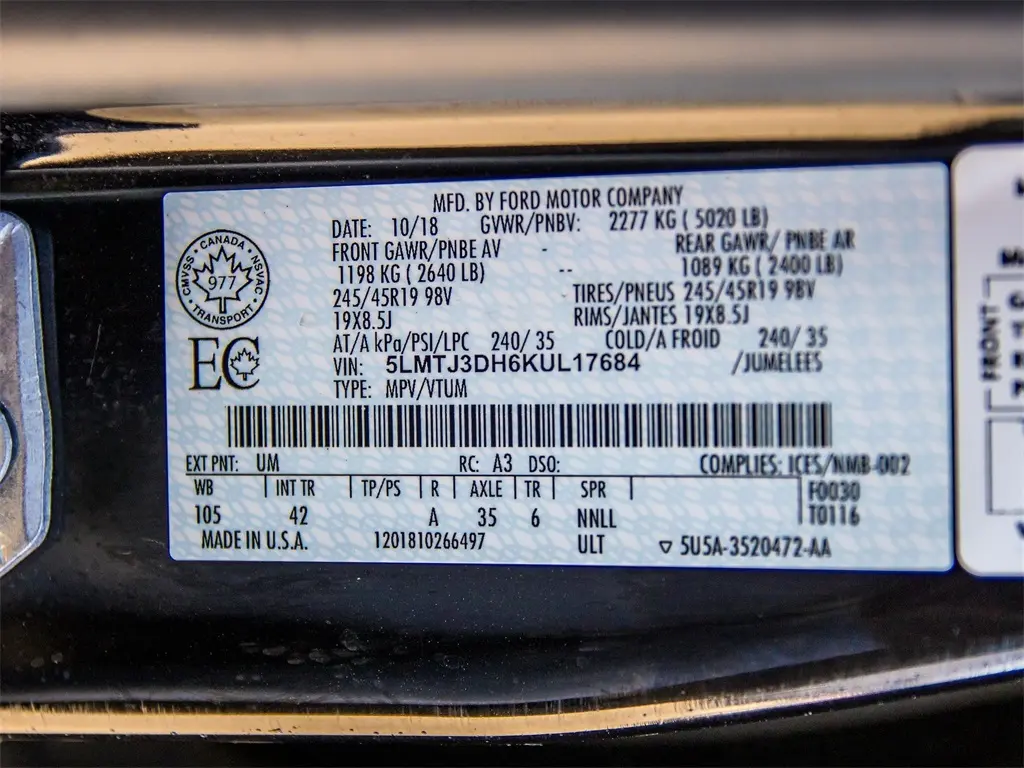 MFD. BY FORD MOTOR COMPANY
DATE: 10/18 GVWR/PNBV: 2277 KG ( 5020 LB)
FRONT GAWR/PNBE AV - REAR GAWR/ PNBE AR
1198 KG ( 2640 LB) -- 1089 KG ( 2400 LB)
245/45R19 98V TIRES/PNEUS 245/45R19 98V
19X8.5J RIMS/JANTES 19X8.5J
AT/A kPa/PSI/LPC 240/ 35 COLD/A FROID 240/ 35
VIN: 5LMTJ3DH6KUL17684 /JUMELEES
TYPE: MPV/VTUM
CANADA
CMVSS • NSVAC
977
TRANSPORT
EC
EXT PNT: UM RC: A3 DSO: COMPLIES: ICES/NMB-002
WB INT TR TP/PS R AXLE TR SPR F0030
105 42 A 35 6 NNLL T0116
MADE IN U.S.A. 1201810266497 ULT ▽ 5U5A-3520472-AA
FRONT